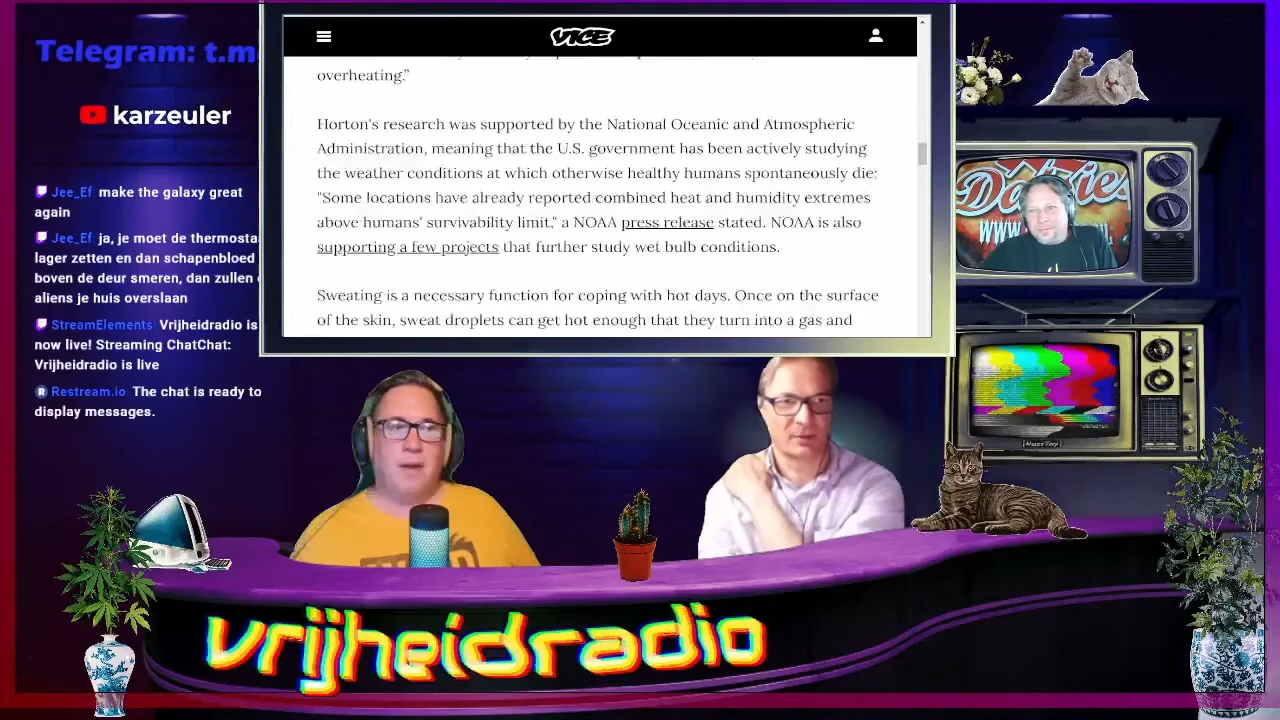 Telegram: t.m
karzeuler
Jee_Ef: make the galaxy great
again
Jee_Ef: ja, je moet de thermosta
lager zetten en dan schapenbloed
boven de deur smeren, dan zullen
aliens je huis overslaan
StreamElements: Vrijheidradio is
now live! Streaming ChatChat:
Vrijheidradio is live
Restream.io The chat is ready to
display messages.
VICE
overheating.”
Horton's research was supported by the National Oceanic and Atmospheric
Administration, meaning that the U.S. government has been actively studying
the weather conditions at which otherwise healthy humans spontaneously die;
"Some locations have already reported combined heat and humidity extremes
above humans' survivability limit," a NOAA press release stated. NOAA is also
supporting a few projects that further study wet bulb conditions.
Sweating is a necessary function for coping with hot days. Once on the surface
of the skin, sweat droplets can get hot enough that they turn into a gas and
WWW.
vrijheidradio